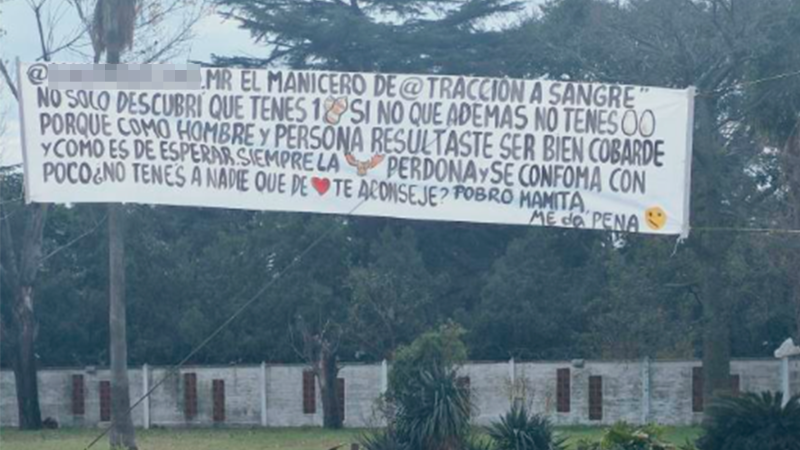 @ .MR EL MANICERO DE @TRACCIÓN A SANGRE"
NO SOLO DESCUBRÍ QUE TENES 1🥜SI NO QUE ADEMAS NO TENES🥚🥚
PORQUE COMO HOMBRE Y PERSONA RESULTASTE SER BIEN COBARDE
Y COMO ES DE ESPERAR SIEMPRE LA PERDONA Y SE CONFOMA CON
POCO¿NO TENES A NADIE QUE DE ❤️ TE ACONSEJE? POBRO MAMITA,
ME dá PENA